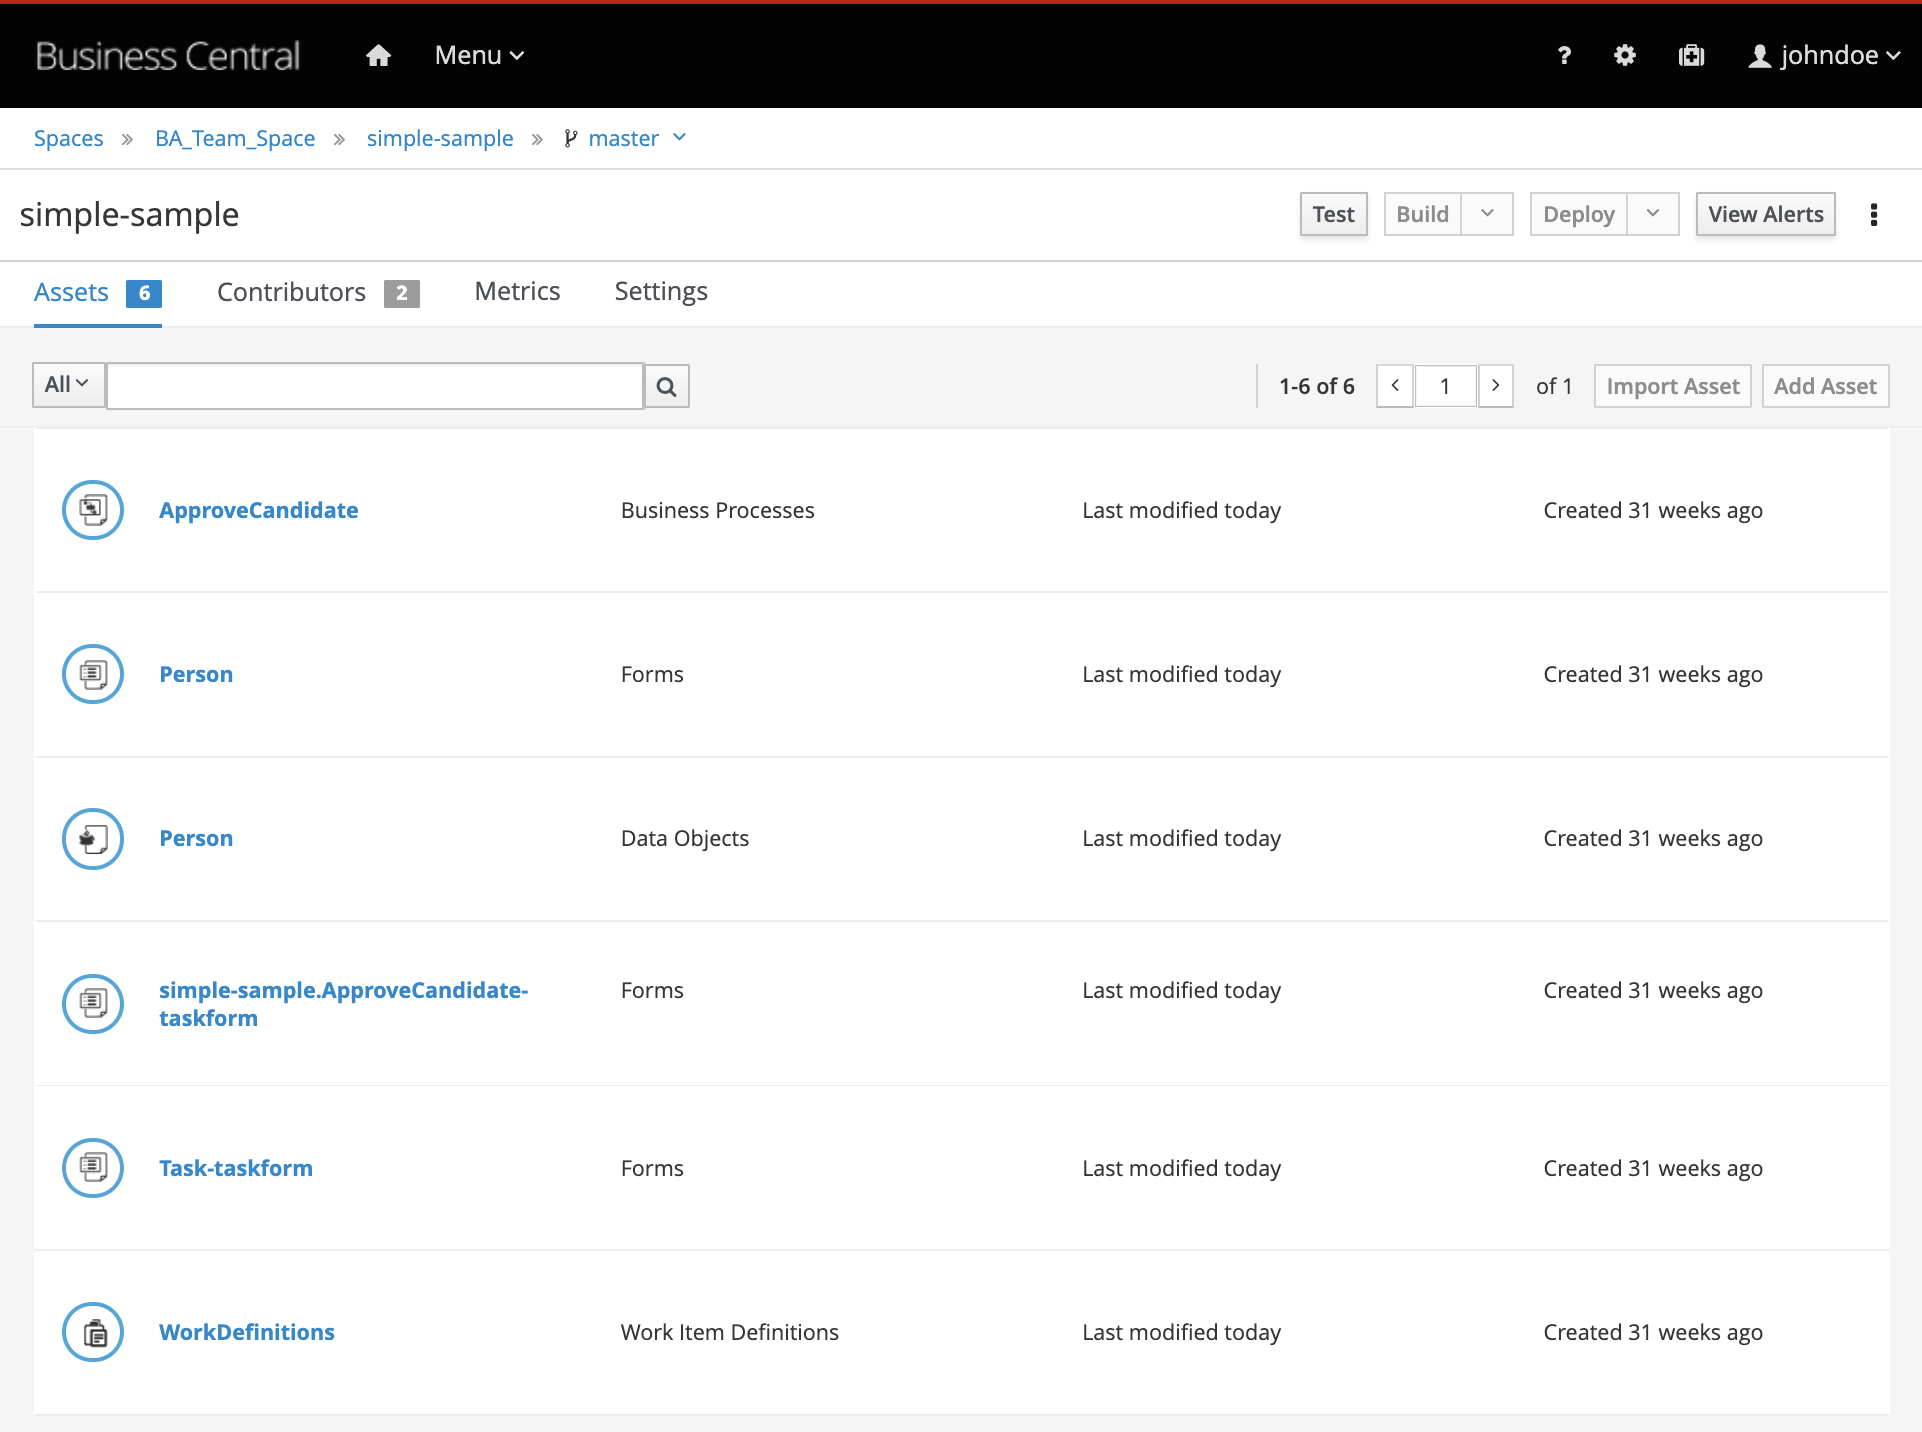 Business Central Menu ? johndoe
Spaces » BA_Team_Space » simple-sample » master
simple-sample Test Build Deploy View Alerts
Assets 6 Contributors 2 Metrics Settings
All 1-6 of 6 < 1 > of 1 Import Asset Add Asset
ApproveCandidate Business Processes Last modified today Created 31 weeks ago
Person Forms Last modified today Created 31 weeks ago
Person Data Objects Last modified today Created 31 weeks ago
simple-sample.ApproveCandidate- Forms Last modified today Created 31 weeks ago
taskform
Task-taskform Forms Last modified today Created 31 weeks ago
WorkDefinitions Work Item Definitions Last modified today Created 31 weeks ago